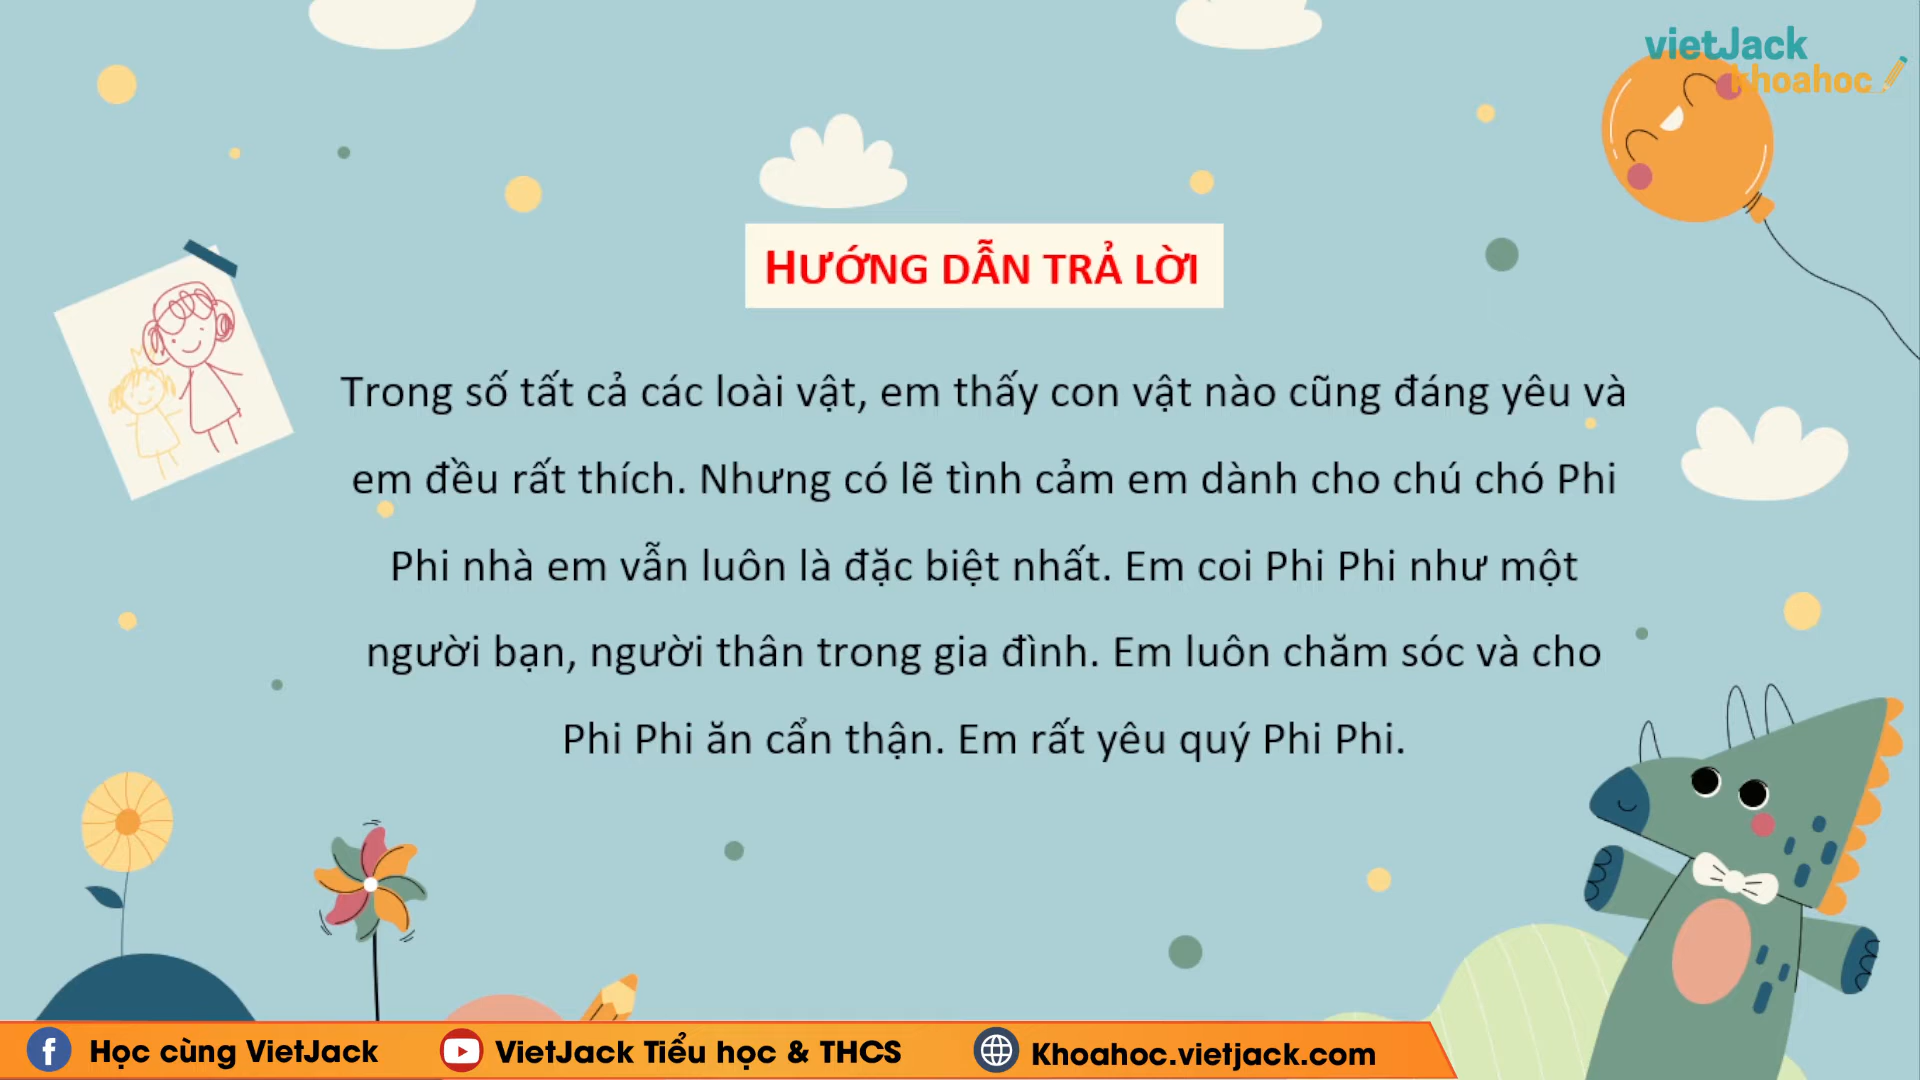 vietJack
khoahoc
HƯỚNG DẪN TRẢ LỜI
Trong số tất cả các loài vật, em thấy con vật nào cũng đáng yêu và
em đều rất thích. Nhưng có lẽ tình cảm em dành cho chú chó Phi
Phi nhà em vẫn luôn là đặc biệt nhất. Em coi Phi Phi như một
người bạn, người thân trong gia đình. Em luôn chăm sóc và cho
Phi Phi ăn cẩn thận. Em rất yêu quý Phi Phi.
Học cùng VietJack
VietJack Tiểu học & THCS
Khoahoc.vietjack.com